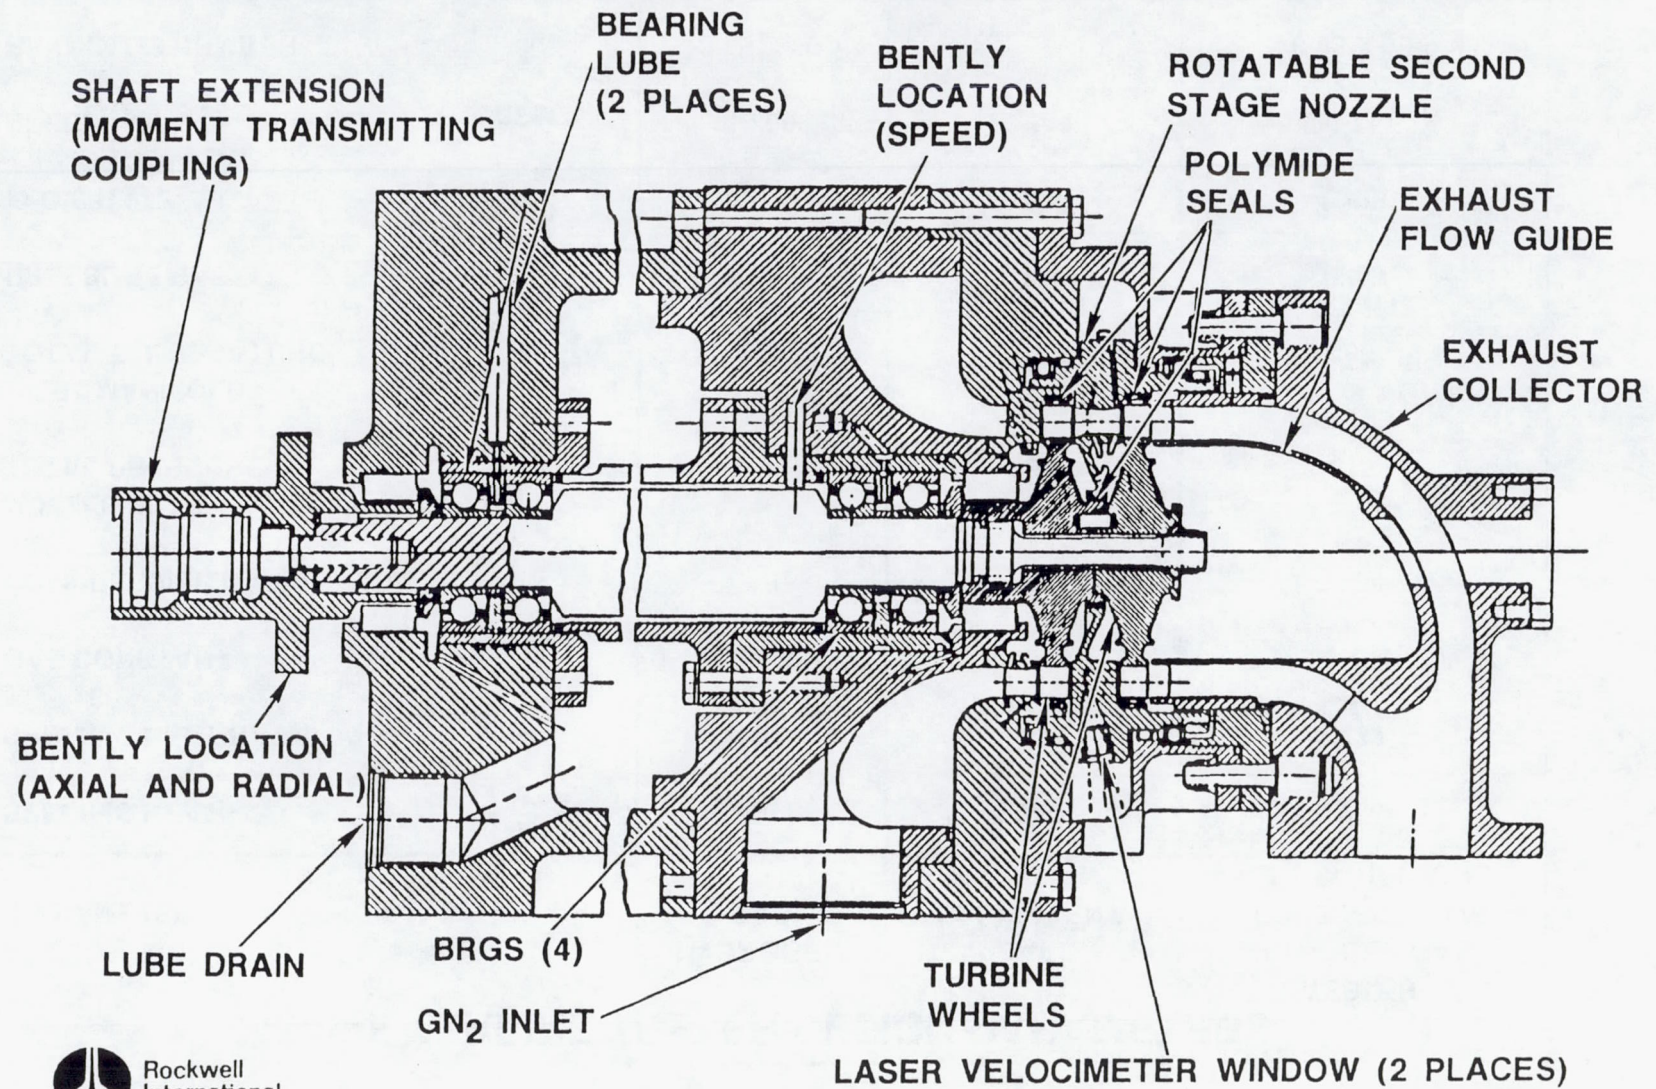 BEARING
LUBE
(2 PLACES)
BENTLY
LOCATION
(SPEED)
ROTATABLE SECOND
STAGE NOZZLE
SHAFT EXTENSION
(MOMENT TRANSMITTING
COUPLING)
POLYMIDE
SEALS
EXHAUST
FLOW GUIDE
EXHAUST
COLLECTOR
BENTLY LOCATION
(AXIAL AND RADIAL)
LUBE DRAIN
BRGS (4)
GN2 INLET
TURBINE
WHEELS
LASER VELOCIMETER WINDOW (2 PLACES)
Rockwell
International